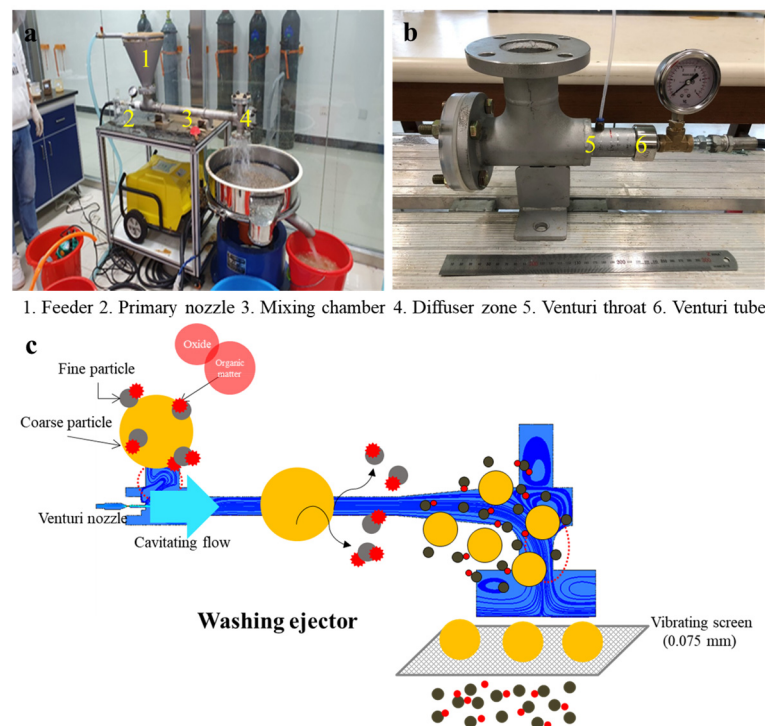 a
b
1
2
3
4
5
6
1. Feeder 2. Primary nozzle 3. Mixing chamber 4. Diffuser zone 5. Venturi throat 6. Venturi tube
c
Oxide
Organic
matter
Fine particle
Coarse particle
Venturi nozzle
Cavitating flow
Washing ejector
Vibrating screen
(0.075 mm)